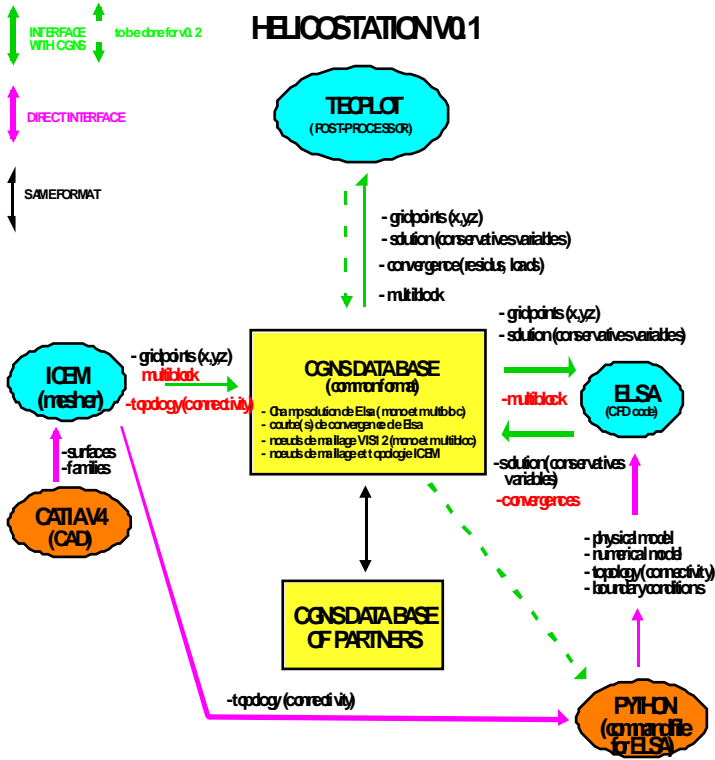 HELICOSTATION V0.1
INTERFACE WITH CGNS
to be done for v0.2
DIRECT INTERFACE
SAME FORMAT
TECPLOT
(POST-PROCESSOR)
- gridpoints (x,y,z)
- solution (conservatives variables)
- convergence (residus, loads)
- multiblock
- gridpoints (x,y,z)
- solution (conservatives variables)
ICEM
(mesher)
- gridpoints (x,y,z)
multiblock
-topology (connectivity)
CGNS DATA BASE
(common format)
- Champ solution de Elsa (mono et multibloc)
- courbe(s) de convergence de Elsa
- noeuds de maillage VIS12 (mono et multibloc)
- noeuds de maillage et topologie ICEM
-multiblock
ELSA
(CFD code)
-solution (conservatives
variables)
-convergences
-surfaces
-families
CATIA V4
(CAD)
- physical model
- numerical model
- topology (connectivity)
- boundary conditions
CGNS DATA BASE
OF PARTNERS
-topology (connectivity)
PYTHON
(command file
for ELSA)